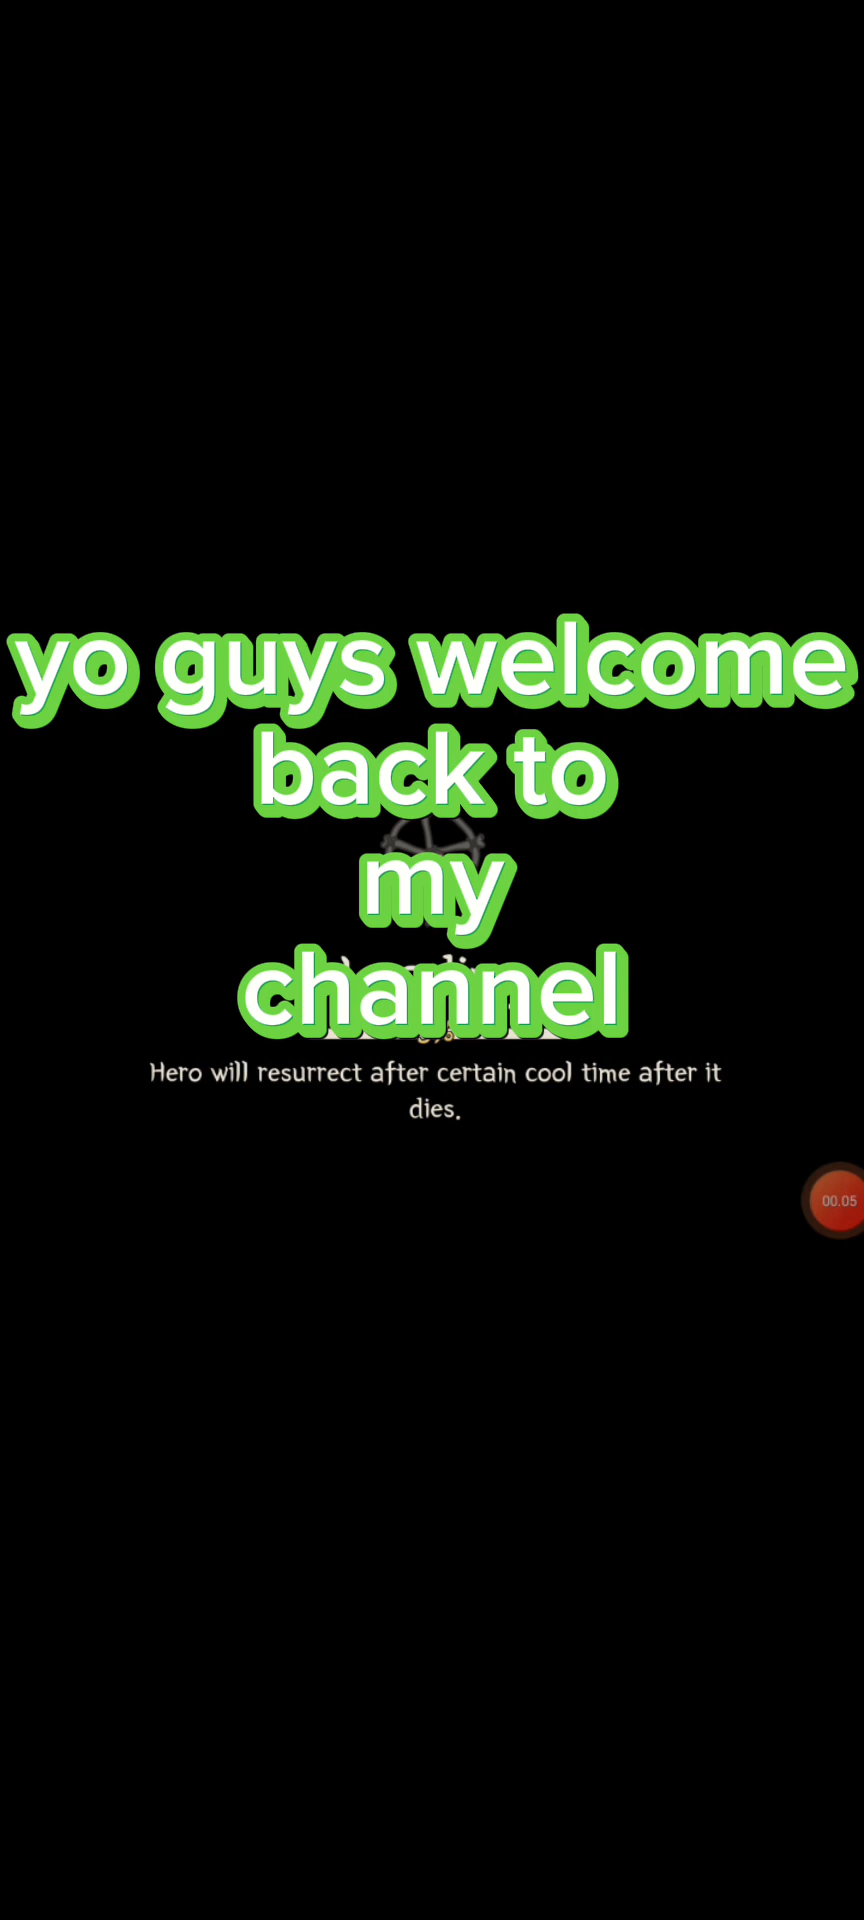 yo guys welcome
back to
my
channel
Hero will resurrect after certain cool time after it
dies.
00.05